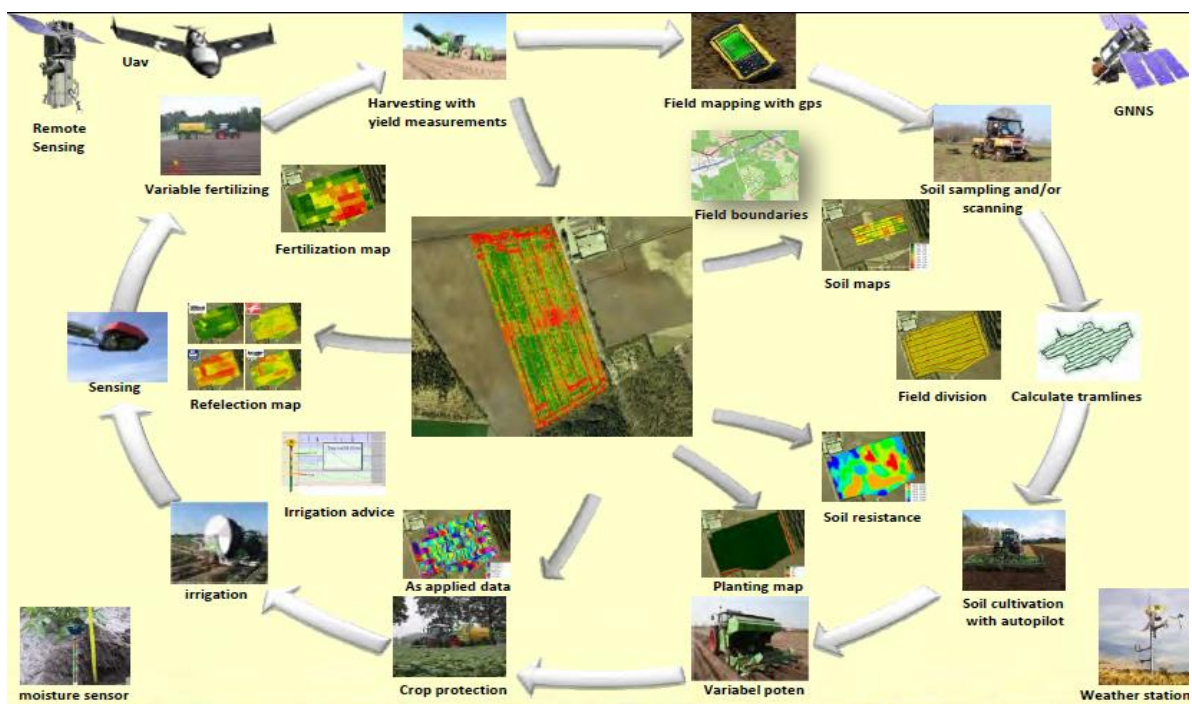 Uav
Remote
Sensing
Harvesting with
yield measurements
Field mapping with gps
GNNS
Variable fertilizing
Fertilization map
Field boundaries
Soil sampling and/or
scanning
Soil maps
Sensing
Refelection map
Field division
Calculate tramlines
Irrigation advice
Soil resistance
irrigation
As applied data
Planting map
Soil cultivation
with autopilot
moisture sensor
Crop protection
Variabel poten
Weather station